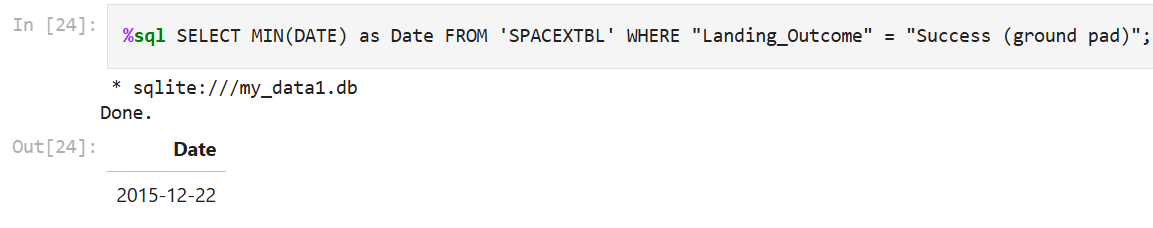 In [24]: %sql SELECT MIN(DATE) as Date FROM 'SPACEXTBL' WHERE "Landing_Outcome" = "Success (ground pad)";
* sqlite:///my_data1.db
Done.
Out[24]: Date
2015-12-22